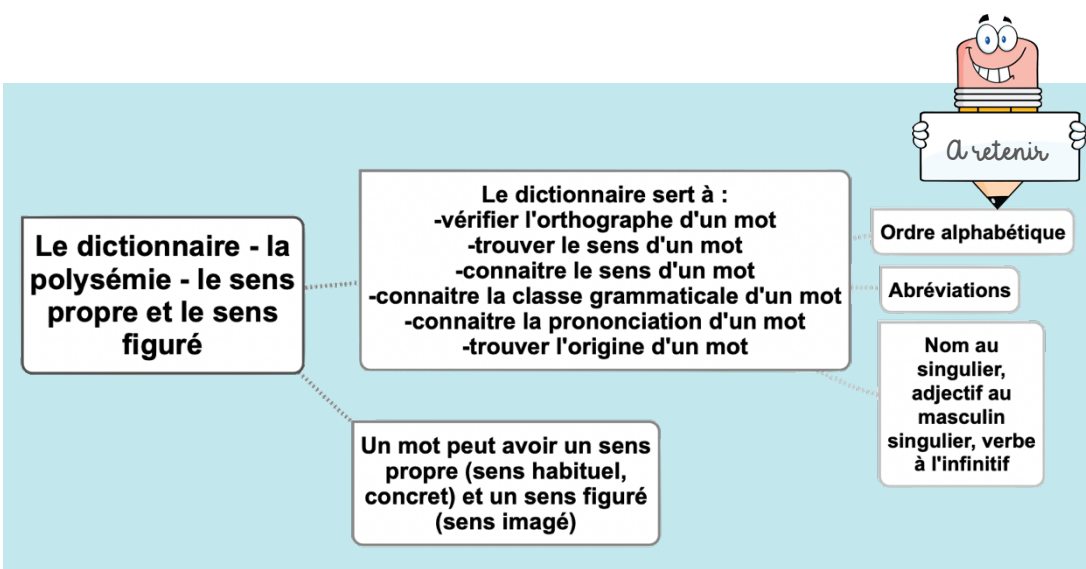 A retenir
Le dictionnaire - la
polysémie - le sens
propre et le sens
figuré
Le dictionnaire sert à :
-vérifier l'orthographe d'un mot
-trouver le sens d'un mot
-connaitre le sens d'un mot
-connaitre la classe grammaticale d'un mot
-connaitre la prononciation d'un mot
-trouver l'origine d'un mot
Ordre alphabétique
Abréviations
Nom au
singulier,
adjectif au
masculin
singulier, verbe
à l'infinitif
Un mot peut avoir un sens
propre (sens habituel,
concret) et un sens figuré
(sens imagé)